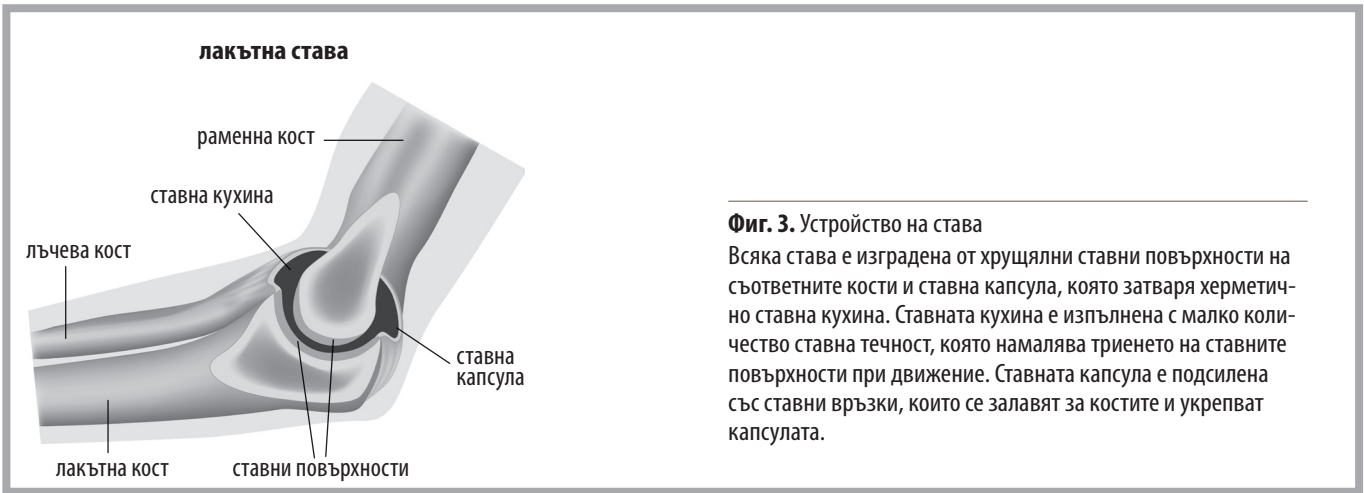 лакътна става
раменна кост
ставна кухина
лъчева кост
ставна
капсула
лакътна кост
ставни повърхности
Фиг. 3. Устройство на става
Всяка става е изградена от хрущялни ставни повърхности на
съответните кости и ставна капсула, която затваря херметич-
но ставна кухина. Ставната кухина е изпълнена с малко коли-
чество ставна течност, която намалява триенето на ставните
повърхности при движение. Ставната капсула е подсилена
със ставни връзки, които се залавят за костите и укрепват
капсулата.